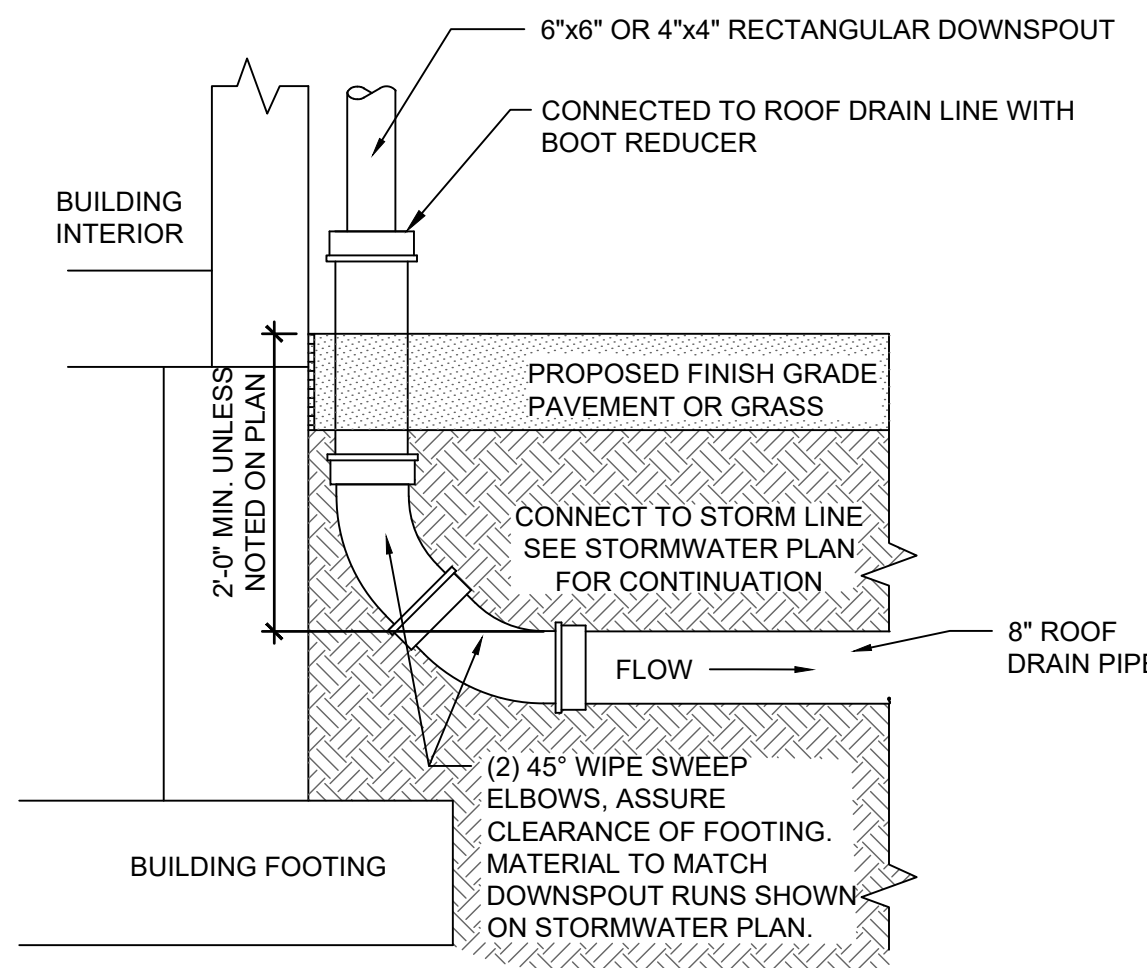 6"x6" OR 4"x4" RECTANGULAR DOWNSPOUT
CONNECTED TO ROOF DRAIN LINE WITH
BOOT REDUCER
BUILDING
INTERIOR
2'-0" MIN. UNLESS
NOTED ON PLAN
PROPOSED FINISH GRADE
PAVEMENT OR GRASS
CONNECT TO STORM LINE
SEE STORMWATER PLAN
FOR CONTINUATION
8" ROOF
DRAIN PIPE
FLOW
(2) 45° WIPE SWEEP
ELBOWS, ASSURE
CLEARANCE OF FOOTING.
MATERIAL TO MATCH
DOWNSPOUT RUNS SHOWN
ON STORMWATER PLAN.
BUILDING FOOTING